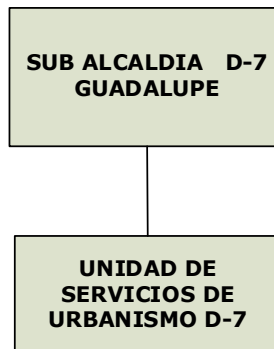 SUB ALCALDIA D-7
GUADALUPE
UNIDAD DE
SERVICIOS DE
URBANISMO D-7